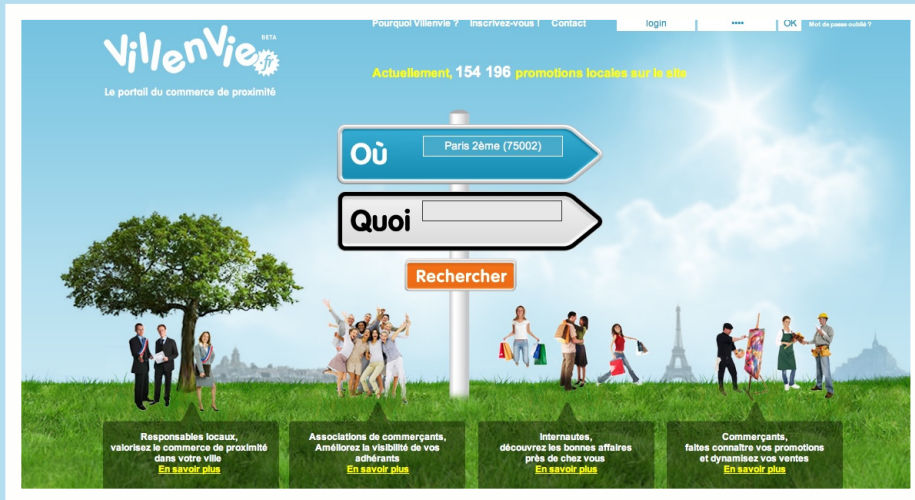 Pourquoi Villenvie ? Inscrivez-vous ! Contact login •••• OK Mot de passe oublié ?
VillenVie.fr BETA
Le portail du commerce de proximité
Actuellement, 154 196 promotions locales sur le site
Où Paris 2ème (75002)
Quoi
Rechercher
Responsables locaux,
valorisez le commerce de proximité
dans votre ville
En savoir plus
Associations de commerçants,
Améliorez la visibilité de vos
adhérants
En savoir plus
Internautes,
découvrez les bonnes affaires
près de chez vous
En savoir plus
Commerçants,
faites connaître vos promotions
et dynamisez vos ventes
En savoir plus